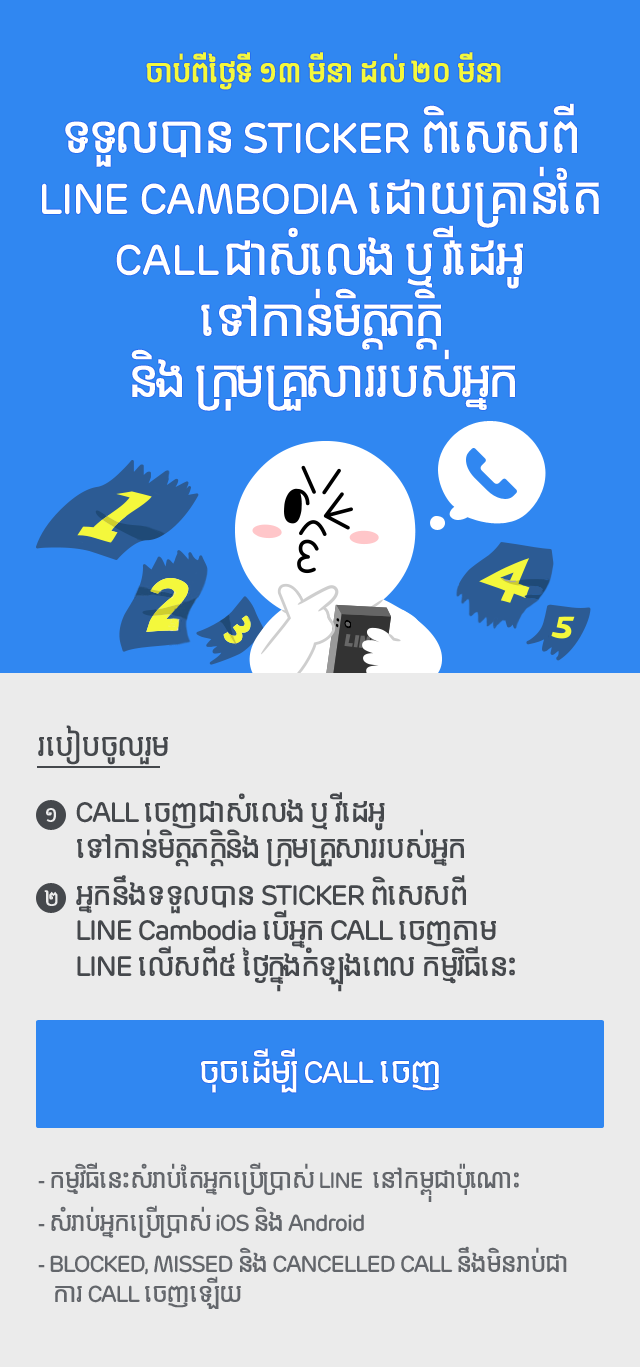 ចាប់ពីថ្ងៃទី ១៣ មីនា ដល់ ២០ មីនា
ទទួលបាន STICKER ពិសេសពី
LINE CAMBODIA ដោយគ្រាន់តែ
CALL ជាសំលេង ឬ វីដេអូ
ទៅកាន់មិត្តភក្តិ
និង ក្រុមគ្រួសាររបស់អ្នក
1
2
3
4
5
LINE
របៀបចូលរួម
១ CALL ចេញជាសំលេង ឬ វីដេអូ
ទៅកាន់មិត្តភក្តិនិង ក្រុមគ្រួសាររបស់អ្នក
២ អ្នកនឹងទទួលបាន STICKER ពិសេសពី
LINE Cambodia បើអ្នក CALL ចេញតាម
LINE លើសពី៥ ថ្ងៃក្នុងកំឡុងពេល កម្មវិធីនេះ
ចុចដើម្បី CALL ចេញ
- កម្មវិធីនេះសំរាប់តែអ្នកប្រើប្រាស់ LINE នៅកម្ពុជាប៉ុណោះ
- សំរាប់អ្នកប្រើប្រាស់ iOS និង Android
- BLOCKED, MISSED និង CANCELLED CALL នឹងមិនរាប់ជា
ការ CALL ចេញឡើយ